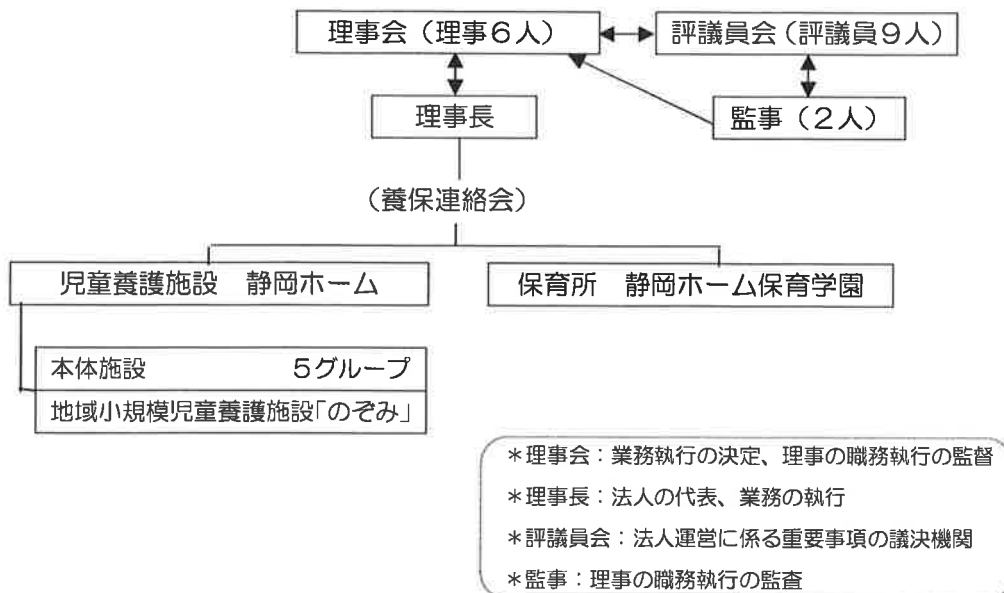 理事会（理事６人）
評議員会（評議員９人）
理事長
監事（２人）
（養保連絡会）
児童養護施設　静岡ホーム
保育所　静岡ホーム保育学園
本体施設　５グループ
地域小規模児童養護施設「のぞみ」
＊理事会：業務執行の決定、理事の職務執行の監督
＊理事長：法人の代表、業務の執行
＊評議員会：法人運営に係る重要事項の議決機関
＊監事：理事の職務執行の監査